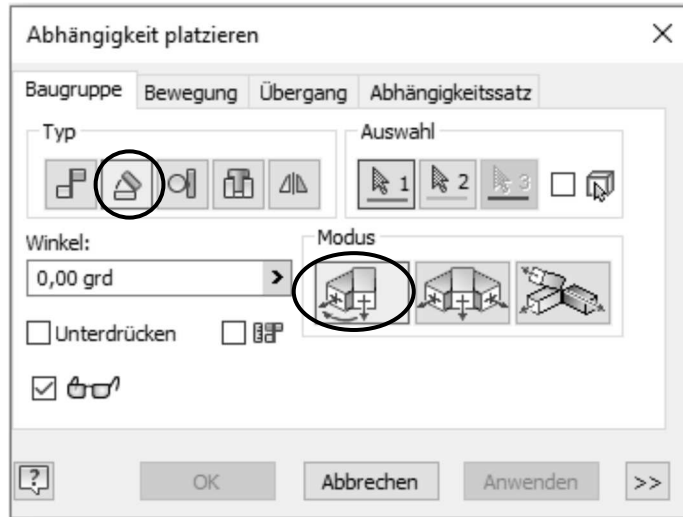 Abhängigkeit platzieren
Baugruppe Bewegung Übergang Abhängigkeitssatz
Typ
Auswahl
1 2 3
Winkel:
Modus
0,00 grd >
Unterdrücken
? OK Abbrechen Anwenden >>